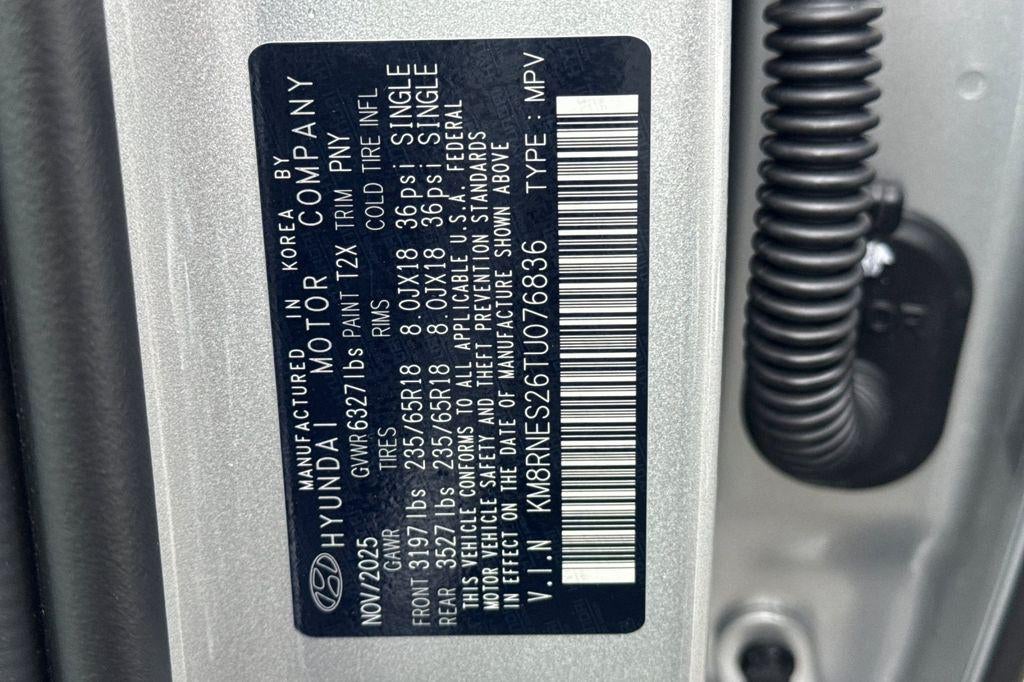 MANUFACTURED IN KOREA BY
HYUNDAI MOTOR COMPANY
NOV/2025 GVWR 6327 lbs PAINT T2X TRIM PNY
GAWR TIRES RIMS COLD TIRE INFL
FRONT 3197 lbs 235/65R18 8.0JX18 36psi SINGLE
REAR 3527 lbs 235/65R18 8.0JX18 36psi SINGLE
THIS VEHICLE CONFORMS TO ALL APPLICABLE U.S.A. FEDERAL
MOTOR VEHICLE SAFETY AND THEFT PREVENTION STANDARDS
IN EFFECT ON THE DATE OF MANUFACTURE SHOWN ABOVE
V.I.N KM8RNES26TU076836 TYPE : MPV